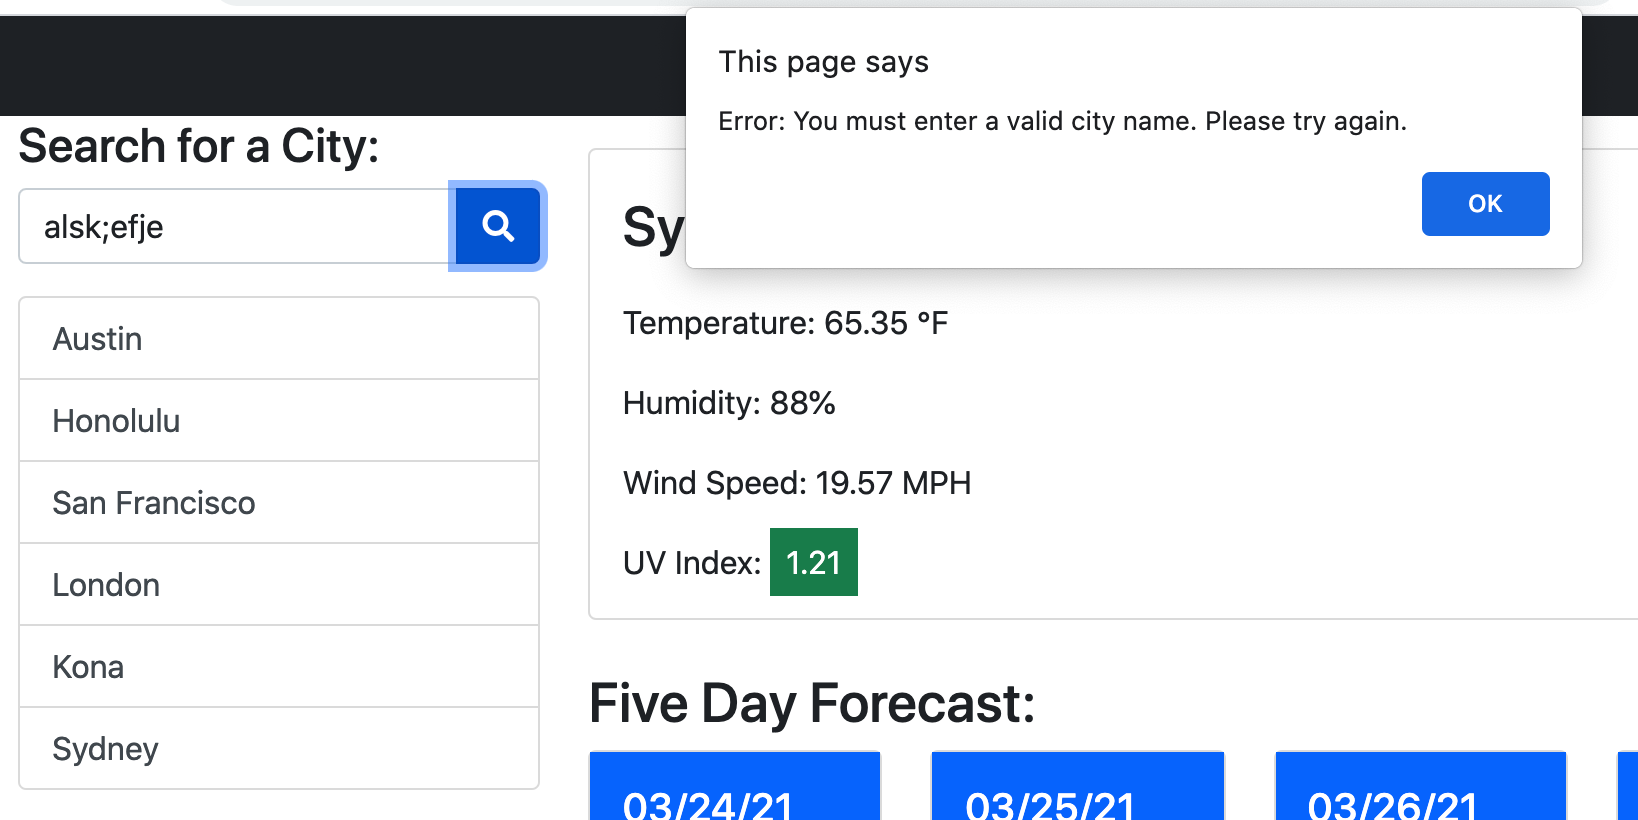 This page says
Error: You must enter a valid city name. Please try again.
OK
Search for a City:
alsk;efje
Austin
Honolulu
San Francisco
London
Kona
Sydney
Sy
Temperature: 65.35 °F
Humidity: 88%
Wind Speed: 19.57 MPH
UV Index: 1.21
Five Day Forecast:
03/24/21 03/25/21 03/26/21